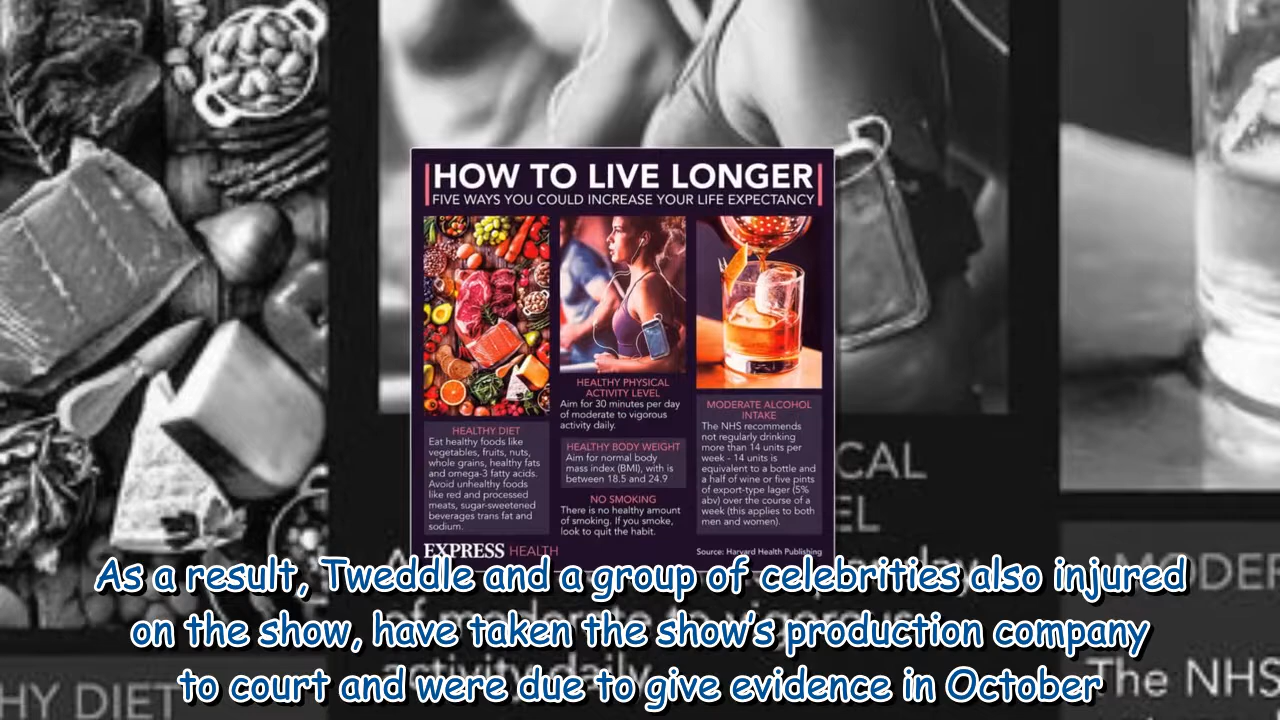 HOW TO LIVE LONGER
FIVE WAYS YOU COULD INCREASE YOUR LIFE EXPECTANCY
HEALTHY DIET
Eat healthy foods like
vegetables, fruits, nuts,
whole grains, healthy fats
and omega-3 fatty acids.
Avoid unhealthy foods
like red and processed
meats, sugar-sweetened
beverages trans fat and
sodium.
HEALTHY PHYSICAL
ACTIVITY LEVEL
Aim for 30 minutes per day
of moderate to vigorous
activity daily.
HEALTHY BODY WEIGHT
Aim for normal body
mass index (BMI), with is
between 18.5 and 24.9
NO SMOKING
There is no healthy amount
of smoking. If you smoke,
look to quit the habit.
MODERATE ALCOHOL
INTAKE
The NHS recommends
not regularly drinking
more than 14 units per
week - 14 units is
equivalent to a bottle and
a half of wine or five pints
of export-type lager (5%
abv) over the course of a
week (this applies to both
men and women).
EXPRESS HEALTH
Source: Harvard Health Publishing
CAL
EL
MODER
of moderate to vigorous
activity daily.
The NHS
HY DIET
As a result, Tweddle and a group of celebrities also injured
on the show, have taken the show's production company
to court and were due to give evidence in October